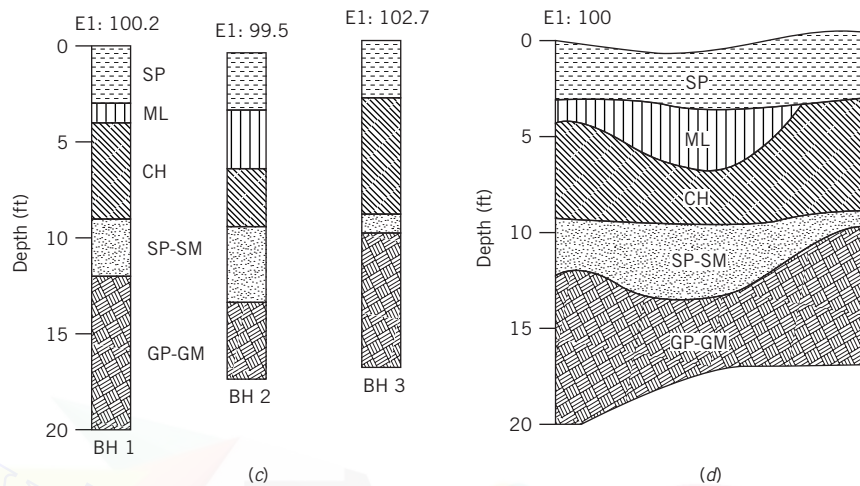 E1: 100.2
E1: 99.5
E1: 102.7
0
5
10
15
20
Depth (ft)
SP
ML
CH
SP-SM
GP-GM
BH 1
BH 2
BH 3
(c)
E1: 100
0
5
10
15
20
Depth (ft)
SP
ML
CH
SP-SM
GP-GM
(d)